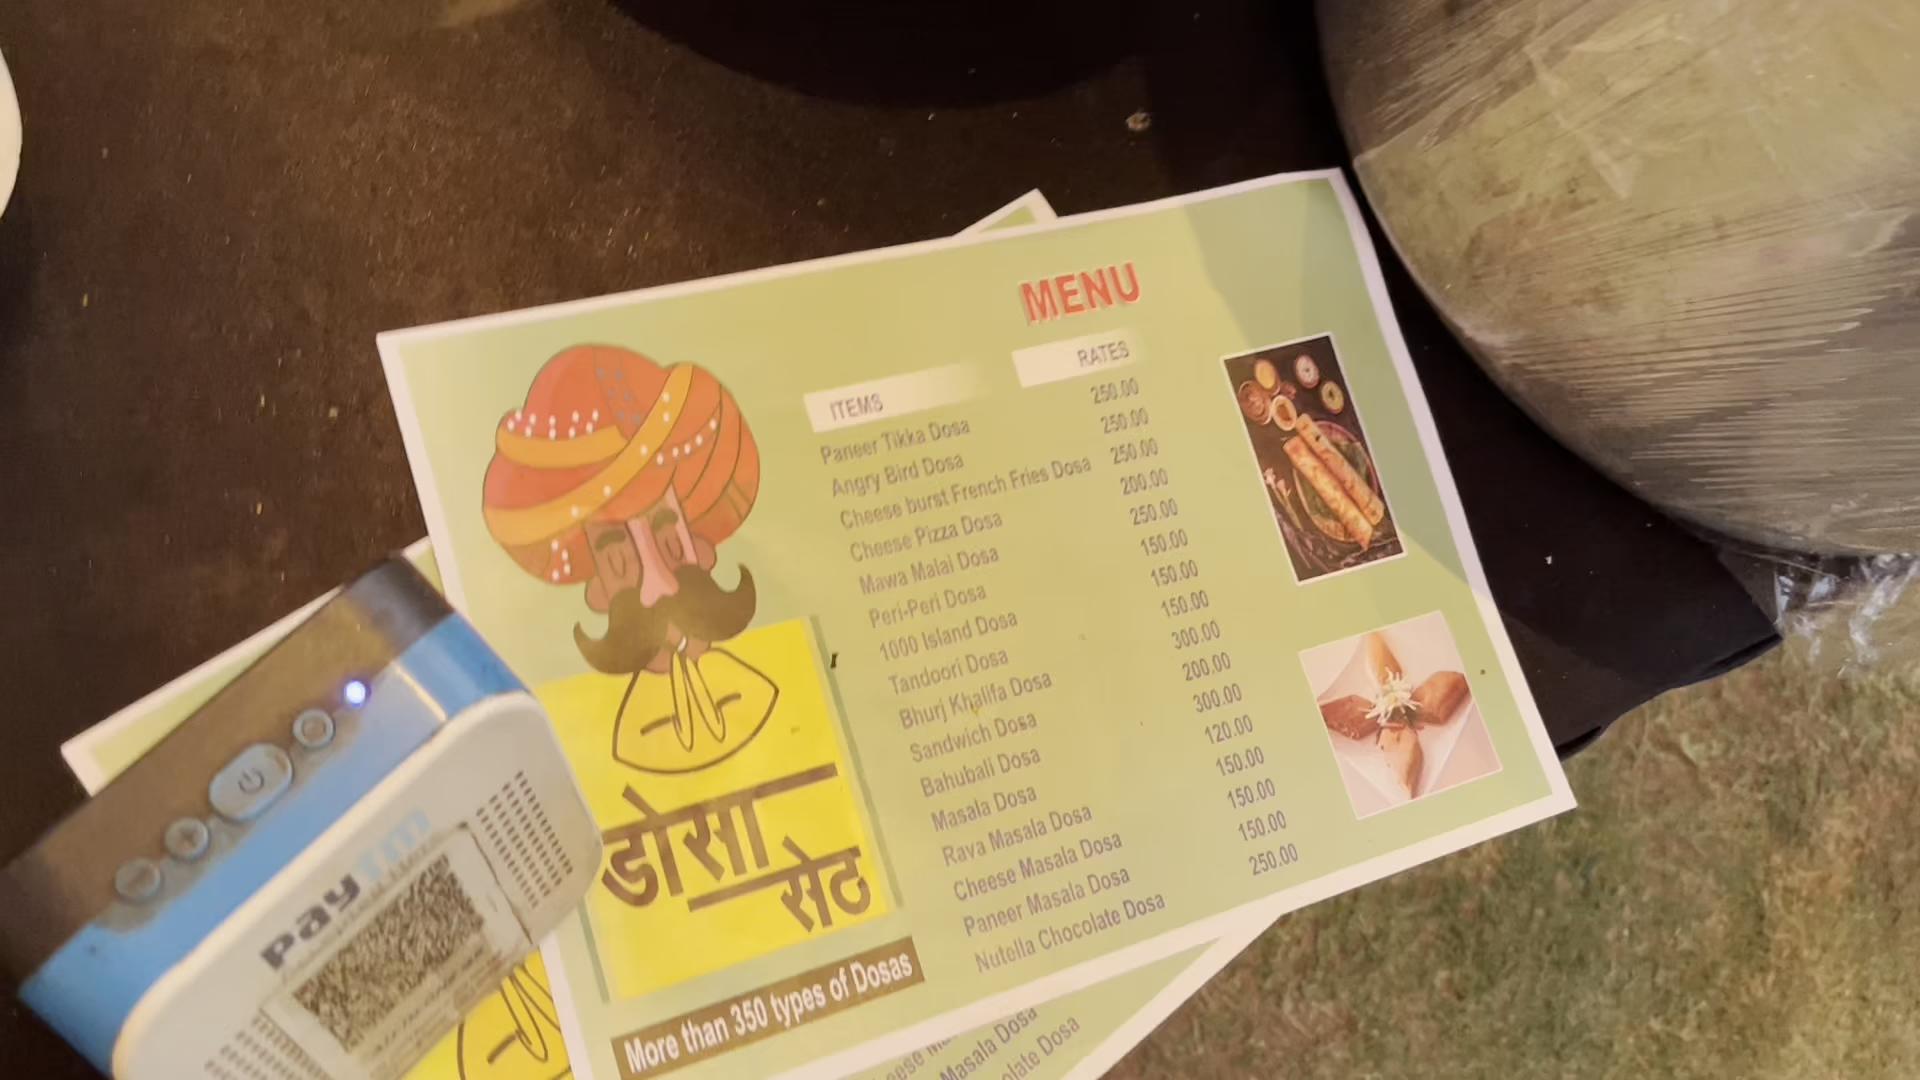 MENU
ITEMS RATES
Paneer Tikka Dosa 250.00
Angry Bird Dosa 250.00
Cheese burst French Fries Dosa 250.00
Cheese Pizza Dosa 200.00
Mawa Malai Dosa 250.00
Peri-Peri Dosa 150.00
1000 Island Dosa 150.00
Tandoori Dosa 150.00
Bhurj Khalifa Dosa 300.00
Sandwich Dosa 200.00
Bahubali Dosa 300.00
Masala Dosa 120.00
Rava Masala Dosa 150.00
Cheese Masala Dosa 150.00
Paneer Masala Dosa 150.00
Nutella Chocolate Dosa 250.00
डोसा
सेठ
More than 350 types of Dosas
paytm
Masala Dosa
olate Dosa